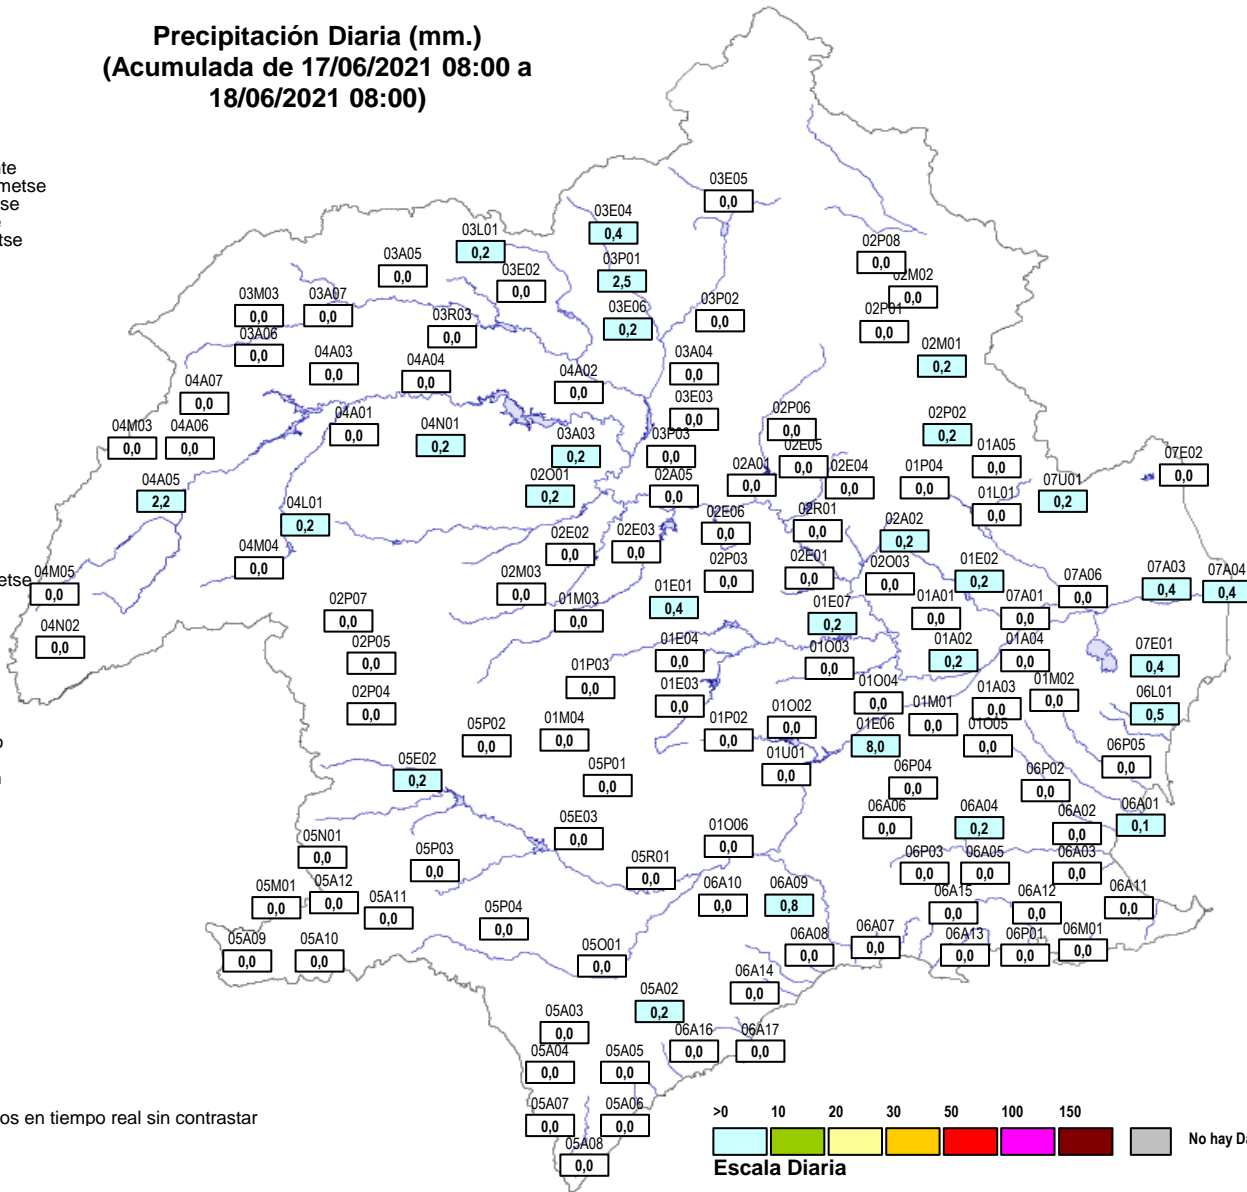 Precipitación Diaria (mm.)
(Acumulada de 17/06/2021 08:00 a
18/06/2021 08:00)
03E05
0,0
03E04
0,4
03L01
0,2
03A05
0,0
03E02
0,0
03P01
2,5
02P08
0,0
02M02
0,0
03M03
0,0
03A07
0,0
03R03
0,0
03E06
0,2
03P02
0,0
02P01
0,0
03A06
0,0
04A03
0,0
04A04
0,0
04A02
0,0
03A04
0,0
02M01
0,2
04A07
0,0
03E03
0,0
04M03
0,0
04A06
0,0
04A01
0,0
04N01
0,2
03A03
0,2
03P03
0,0
02P06
0,0
02P02
0,2
02E05
0,0
01A05
0,0
07E02
0,0
04A05
2,2
02O01
0,2
02A05
0,0
02A01
0,0
02E04
0,0
01P04
0,0
07U01
0,2
01L01
0,0
04L01
0,2
02E06
0,0
02R01
0,0
02A02
0,2
04M04
0,0
02E02
0,0
02E03
0,0
metse
04M05
0,0
02M03
0,0
02P03
0,0
02E01
0,0
02O03
0,0
01E02
0,2
07A06
0,0
07A03
0,4
07A04
0,4
02P07
0,0
01M03
0,0
01E01
0,4
01E07
0,2
01A01
0,0
07A01
0,0
04N02
0,0
02P05
0,0
01E04
0,0
01O03
0,0
01A02
0,2
01A04
0,0
07E01
0,4
01P03
0,0
02P04
0,0
01E03
0,0
01O04
0,0
01A03
0,0
01M02
0,0
06L01
0,5
05P02
0,0
01M04
0,0
01P02
0,0
01O02
0,0
01E06
8,0
01M01
0,0
01O05
0,0
05E02
0,2
05P01
0,0
01U01
0,0
06P04
0,0
06P02
0,0
06P05
0,0
05E03
0,0
01O06
0,0
06A06
0,0
06A04
0,2
06A02
0,0
06A01
0,1
05N01
0,0
05P03
0,0
05R01
0,0
06P03
0,0
06A05
0,0
06A03
0,0
05M01
0,0
05A12
0,0
05A11
0,0
06A10
0,0
06A09
0,8
06A15
0,0
06A12
0,0
06A11
0,0
05P04
0,0
05A09
0,0
05A10
0,0
05O01
0,0
06A08
0,0
06A07
0,0
06A13
0,0
06P01
0,0
06M01
0,0
06A14
0,0
05A02
0,2
05A03
0,0
06A16
0,0
06A17
0,0
05A04
0,0
05A05
0,0
05A07
0,0
05A06
0,0
05A08
0,0
os en tiempo real sin contrastar
>0 10 20 30 50 100 150
No hay Da
Escala Diaria